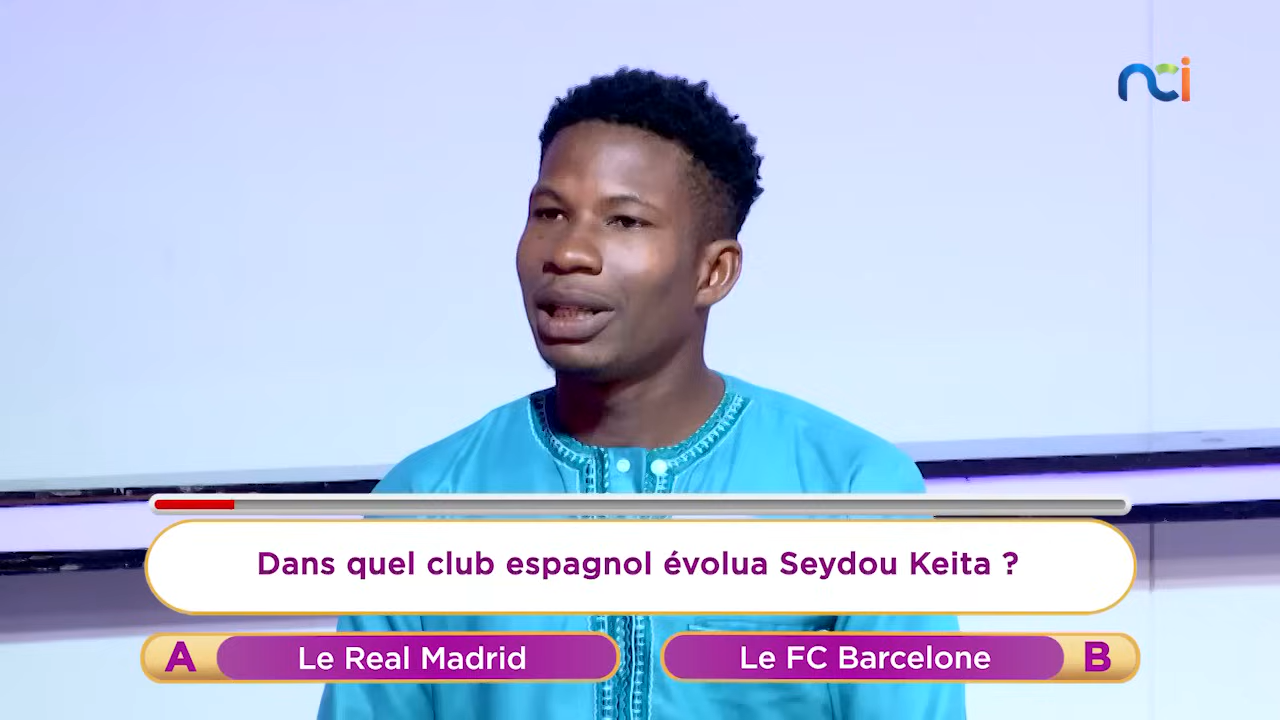 nci
Dans quel club espagnol évolua Seydou Keita ?
A Le Real Madrid
Le FC Barcelone B